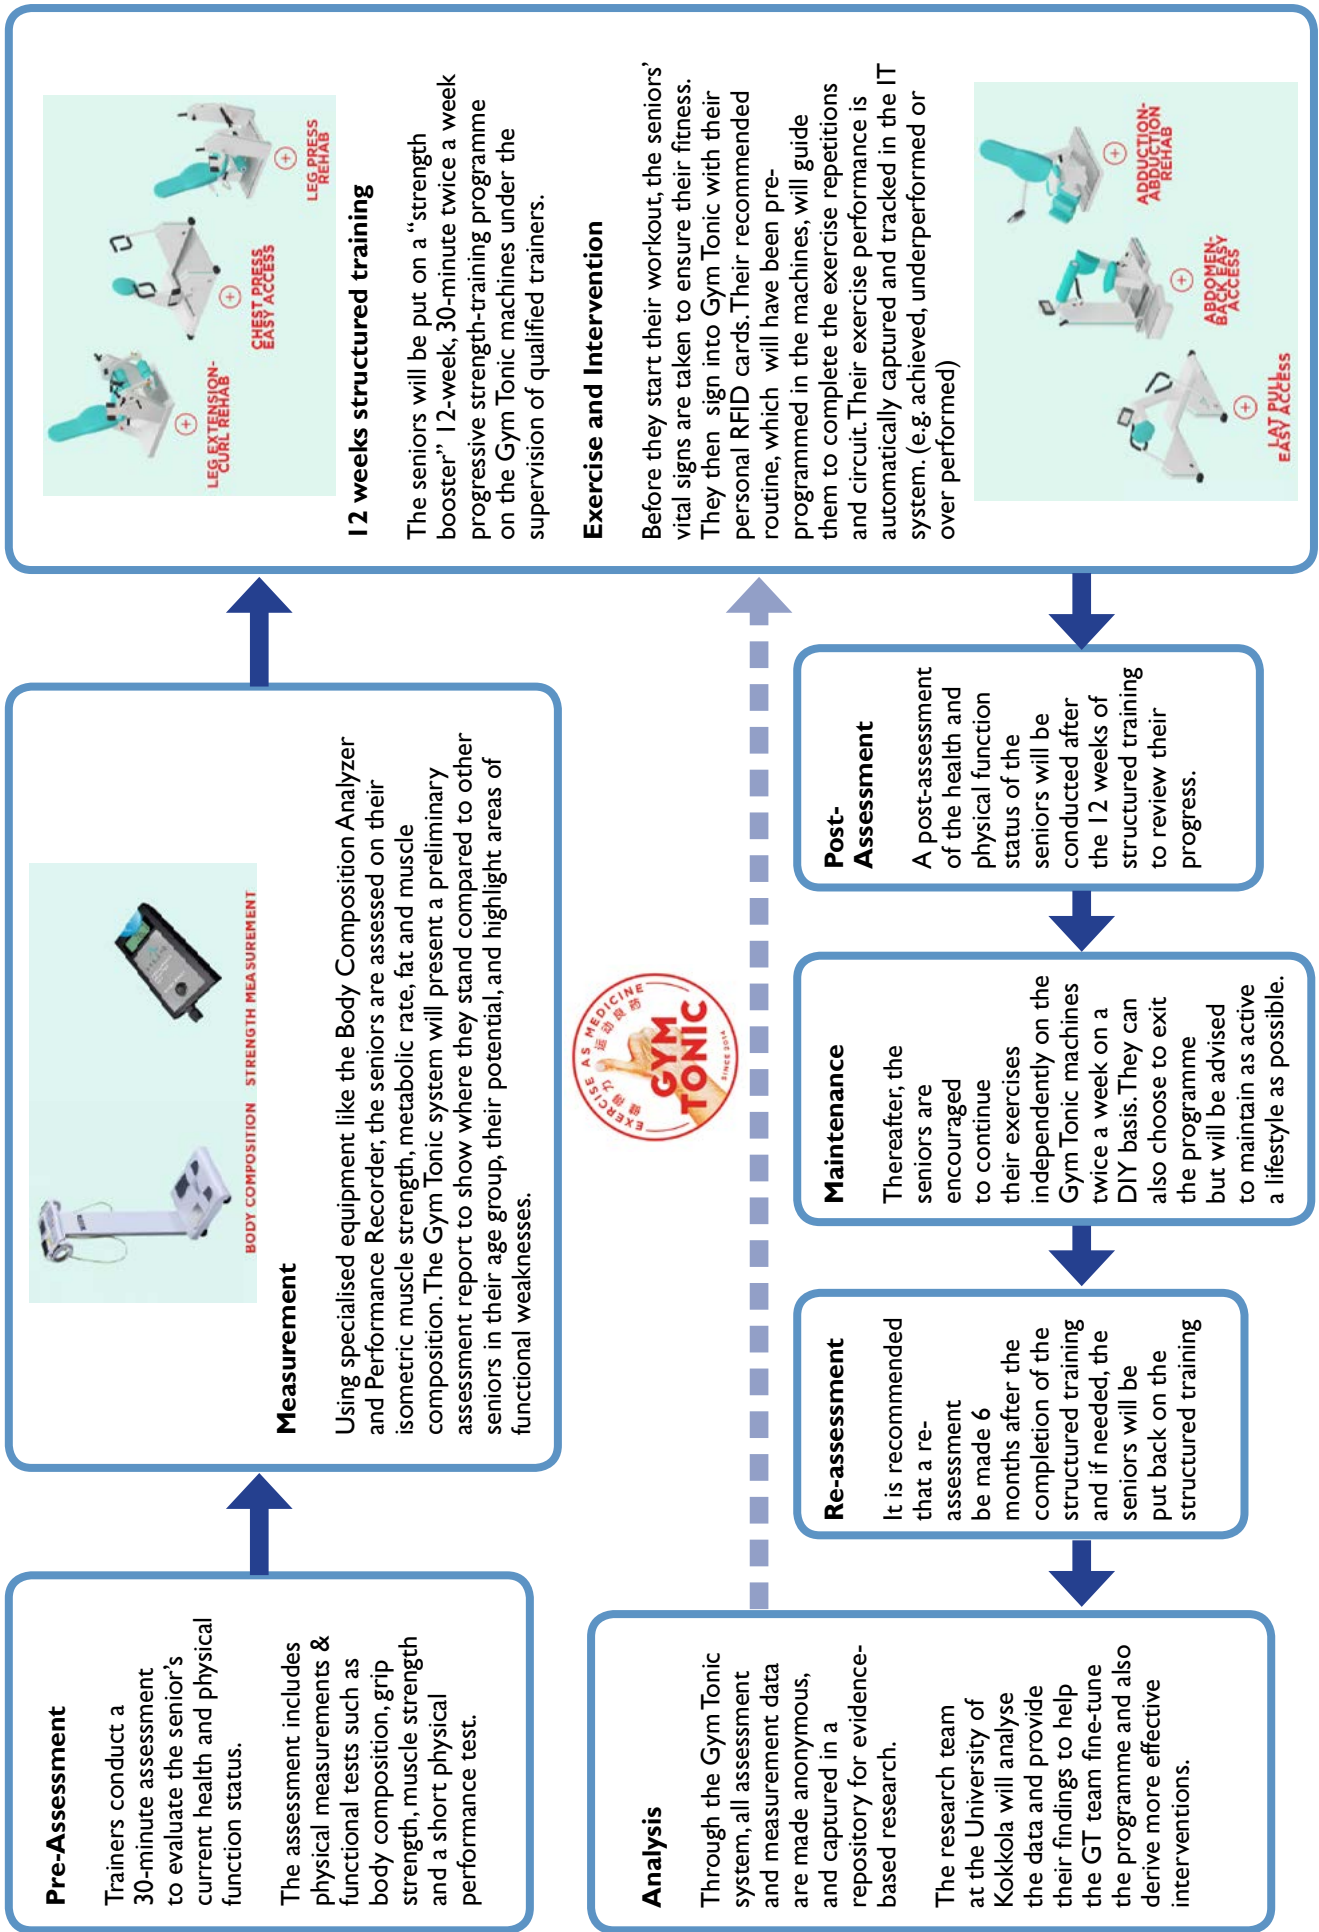 Pre-Assessment
Trainers conduct a
30-minute assessment
to evaluate the senior's
current health and physical
function status.
The assessment includes
physical measurements &
functional tests such as
body composition, grip
strength, muscle strength
and a short physical
performance test.
BODY COMPOSITION
STRENGTH MEASUREMENT
Measurement
Using specialised equipment like the Body Composition Analyzer
and Performance Recorder, the seniors are assessed on their
isometric muscle strength, metabolic rate, fat and muscle
composition. The Gym Tonic system will present a preliminary
assessment report to show where they stand compared to other
seniors in their age group, their potential, and highlight areas of
functional weaknesses.
LEG EXTENSION-
CURL REHAB
CHEST PRESS
EASY ACCESS
LEG PRESS
REHAB
12 weeks structured training
The seniors will be put on a “strength
booster” 12-week, 30-minute twice a week
progressive strength-training programme
on the Gym Tonic machines under the
supervision of qualified trainers.
Exercise and Intervention
Before they start their workout, the seniors’
vital signs are taken to ensure their fitness.
They then sign into Gym Tonic with their
personal RFID cards. Their recommended
routine, which will have been pre-
programmed in the machines, will guide
them to complete the exercise repetitions
and circuit. Their exercise performance is
automatically captured and tracked in the IT
system. (e.g. achieved, underperformed or
over performed)
LAT PULL
EASY ACCESS
ABDOMEN-
BACK EASY
ACCESS
ADDUCTION-
ABDUCTION
REHAB
EXERCISE AS MEDICINE
健得力 运动良药
GYM
TONIC
SINCE 2014
Post-
Assessment
A post-assessment
of the health and
physical function
status of the
seniors will be
conducted after
the 12 weeks of
structured training
to review their
progress.
Maintenance
Thereafter, the
seniors are
encouraged
to continue
their exercises
independently on the
Gym Tonic machines
twice a week on a
DIY basis. They can
also choose to exit
the programme
but will be advised
to maintain as active
a lifestyle as possible.
Re-assessment
It is recommended
that a re-
assessment
be made 6
months after the
completion of the
structured training
and if needed, the
seniors will be
put back on the
structured training
Analysis
Through the Gym Tonic
system, all assessment
and measurement data
are made anonymous,
and captured in a
repository for evidence-
based research.
The research team
at the University of
Kokkola will analyse
the data and provide
their findings to help
the GT team fine-tune
the programme and also
derive more effective
interventions.